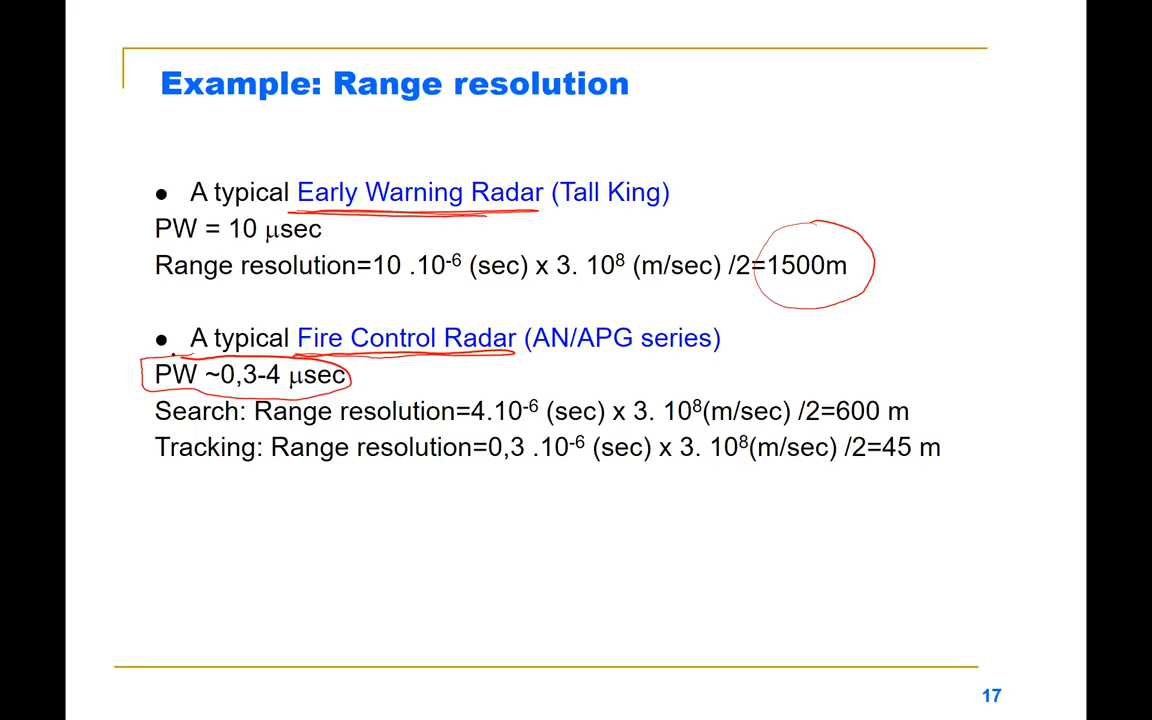 Example: Range resolution
● A typical Early Warning Radar (Tall King)
PW = 10 μsec
Range resolution=10 .10⁻⁶ (sec) x 3. 10⁸ (m/sec) /2=1500m
● A typical Fire Control Radar (AN/APG series)
PW ~0,3-4 μsec
Search: Range resolution=4.10⁻⁶ (sec) x 3. 10⁸(m/sec) /2=600 m
Tracking: Range resolution=0,3 .10⁻⁶ (sec) x 3. 10⁸(m/sec) /2=45 m
17